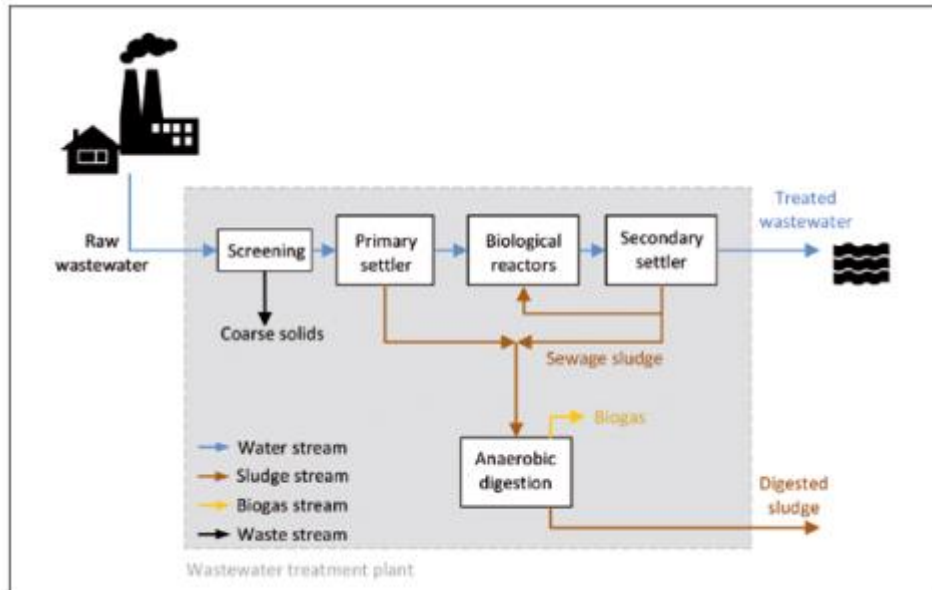 Raw
wastewater
Screening
Primary
settler
Biological
reactors
Secondary
settler
Treated
wastewater
Coarse solids
Sewage sludge
Biogas
Anaerobic
digestion
Digested
sludge
Water stream
Sludge stream
Biogas stream
Waste stream
Wastewater treatment plant